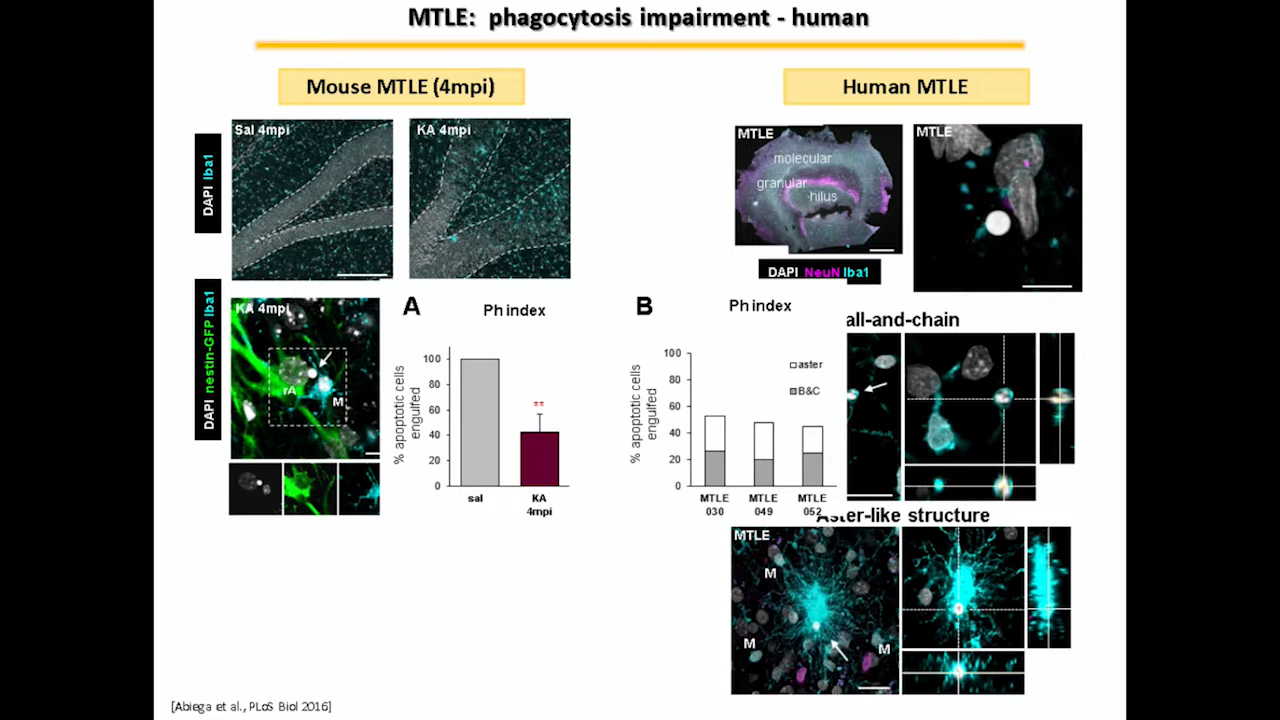 MTLE: phagocytosis impairment - human
Mouse MTLE (4mpi)
Human MTLE
DAPI Iba1
Sal 4mpi
KA 4mpi
MTLE
molecular
granular
hilus
MTLE
DAPI NeuN Iba1
DAPI nestin-GFP Iba1
KA 4mpi
rA
M
A
Ph index
% apoptotic cells
engulfed
100
80
60
40
20
0
**
sal
KA
4mpi
B
Ph index
% apoptotic cells
engulfed
100
80
60
40
20
0
aster
B&C
MTLE
030
MTLE
049
MTLE
052
all-and-chain
Aster-like structure
MTLE
M
M
M
[Abiega et al., PLoS Biol 2016]